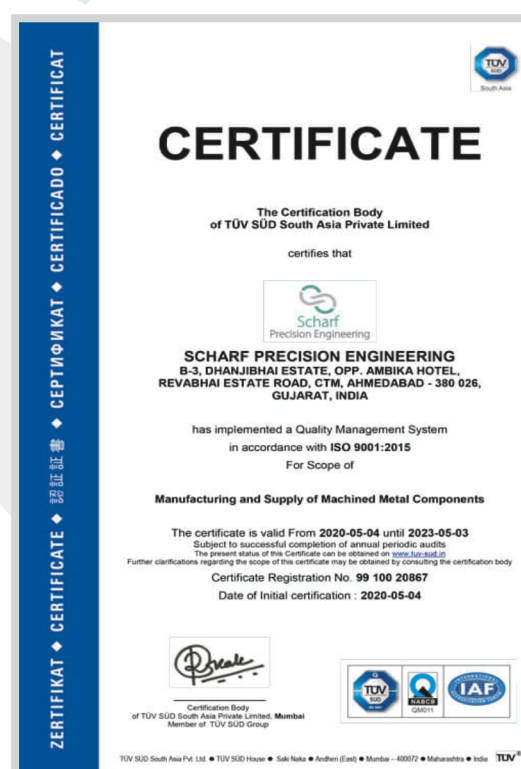 ZERTIFIKAT ◆ CERTIFICATE ◆ 認証証書 ◆ СЕРТИФИКАТ ◆ CERTIFICADO ◆ CERTIFICAT
TÜV
SÜD
South Asia
CERTIFICATE
The Certification Body
of TÜV SÜD South Asia Private Limited
certifies that
Scharf
Precision Engineering
SCHARF PRECISION ENGINEERING
B-3, DHANJIBHAI ESTATE, OPP. AMBIKA HOTEL,
REVABHAI ESTATE ROAD, CTM, AHMEDABAD - 380 026,
GUJARAT, INDIA
has implemented a Quality Management System
in accordance with ISO 9001:2015
For Scope of
Manufacturing and Supply of Machined Metal Components
The certificate is valid From 2020-05-04 until 2023-05-03
Subject to successful completion of annual periodic audits
The present status of this Certificate can be obtained on www.tuv-sud.in
Further clarifications regarding the scope of this certificate may be obtained by consulting the certification body
Certificate Registration No. 99 100 20867
Date of Initial certification : 2020-05-04
Certification Body
of TÜV SÜD South Asia Private Limited, Mumbai
Member of TÜV SÜD Group
Q
TÜV
SÜD
NABCB
QM011
IAF
TÜV SÜD South Asia Pvt. Ltd. ● TÜV SÜD House ● Saki Naka ● Andheri (East) ● Mumbai – 400072 ● Maharashtra ● India TÜV®